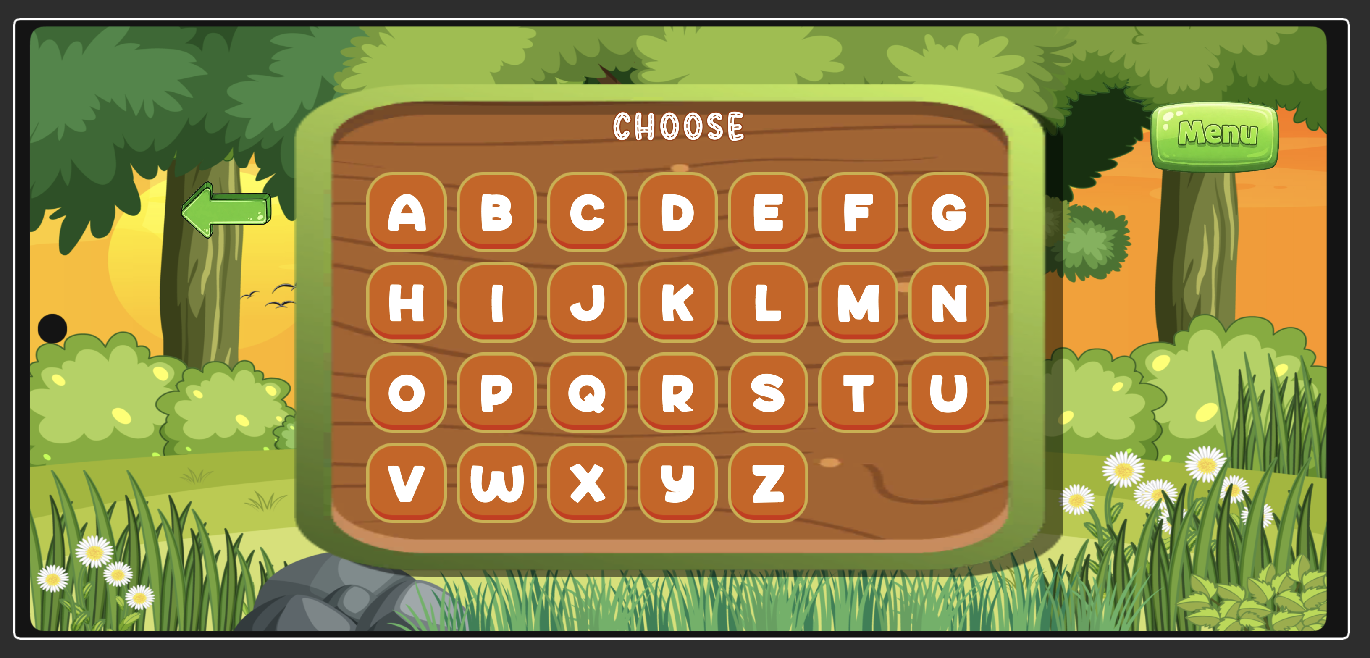 CHOOSE
Menu
A B C D E F G
H I J K L M N
O P Q R S T U
V W X Y Z